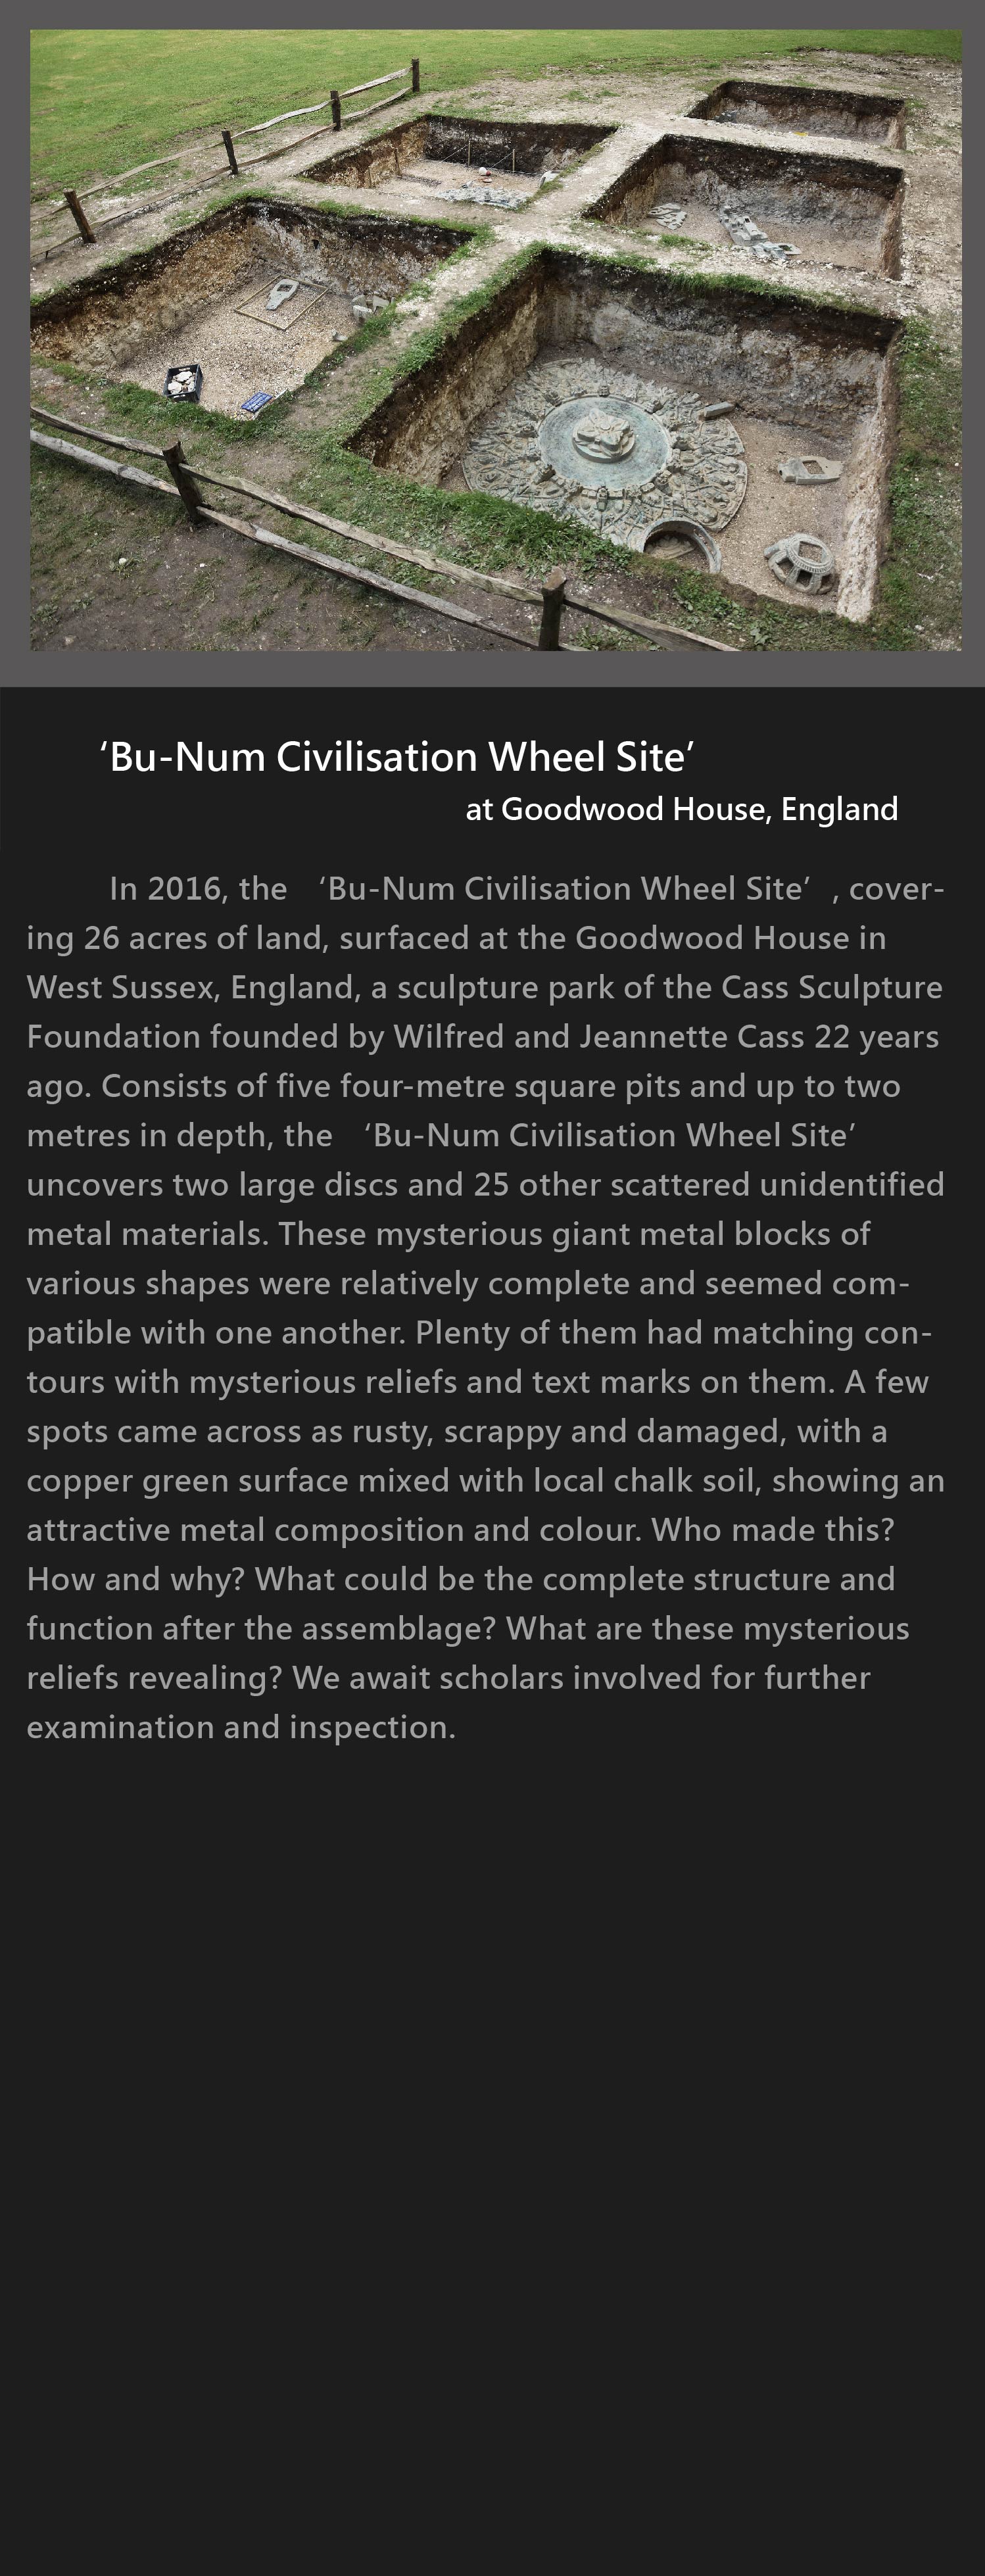 ‘Bu-Num Civilisation Wheel Site’
at Goodwood House, England
In 2016, the ‘Bu-Num Civilisation Wheel Site’ , cover-
ing 26 acres of land, surfaced at the Goodwood House in
West Sussex, England, a sculpture park of the Cass Sculpture
Foundation founded by Wilfred and Jeannette Cass 22 years
ago. Consists of five four-metre square pits and up to two
metres in depth, the ‘Bu-Num Civilisation Wheel Site’
uncovers two large discs and 25 other scattered unidentified
metal materials. These mysterious giant metal blocks of
various shapes were relatively complete and seemed com-
patible with one another. Plenty of them had matching con-
tours with mysterious reliefs and text marks on them. A few
spots came across as rusty, scrappy and damaged, with a
copper green surface mixed with local chalk soil, showing an
attractive metal composition and colour. Who made this?
How and why? What could be the complete structure and
function after the assemblage? What are these mysterious
reliefs revealing? We await scholars involved for further
examination and inspection.